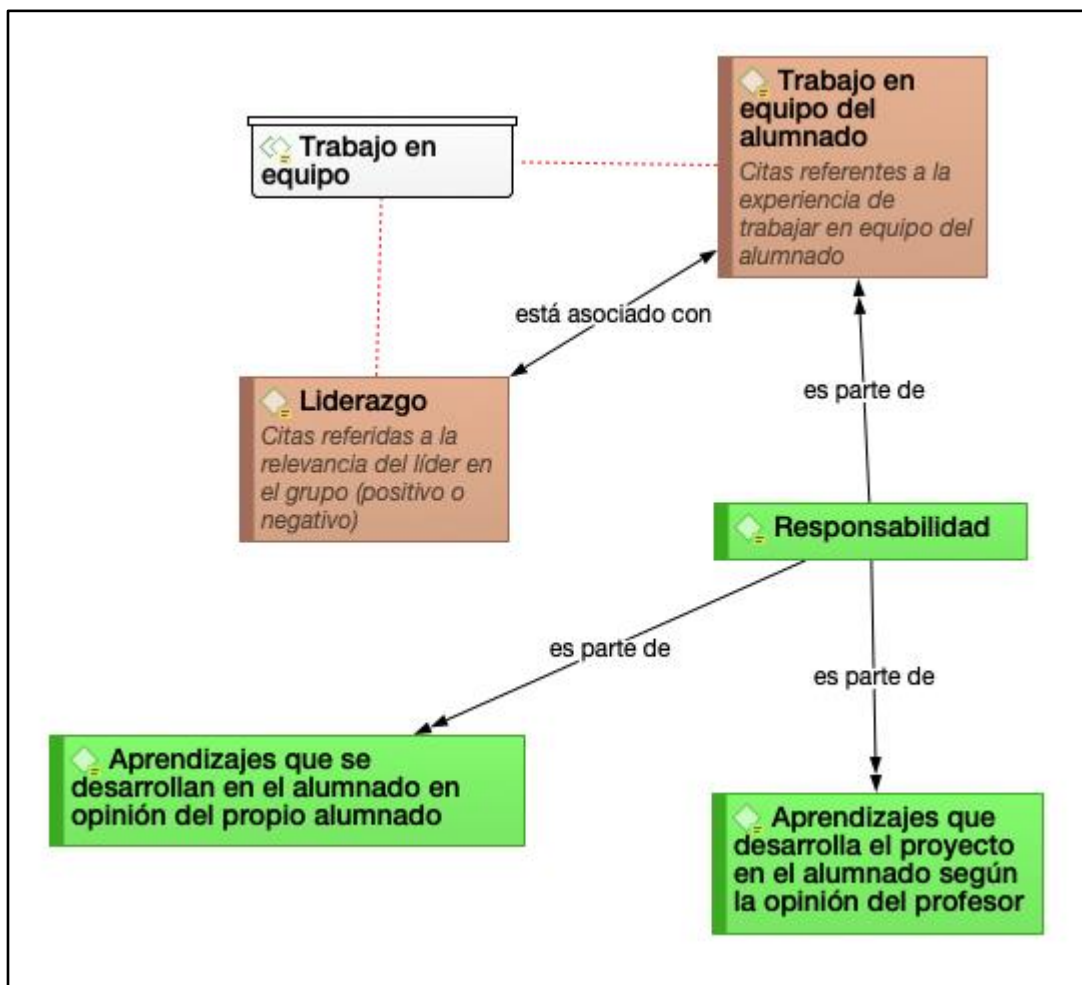 Trabajo en
equipo
Trabajo en
equipo del
alumnado
Citas referentes a la
experiencia de
trabajar en equipo del
alumnado
está asociado con
Liderazgo
Citas referidas a la
relevancia del líder en
el grupo (positivo o
negativo)
es parte de
Responsabilidad
es parte de
es parte de
Aprendizajes que se
desarrollan en el alumnado en
opinión del propio alumnado
Aprendizajes que
desarrolla el proyecto
en el alumnado según
la opinión del profesor